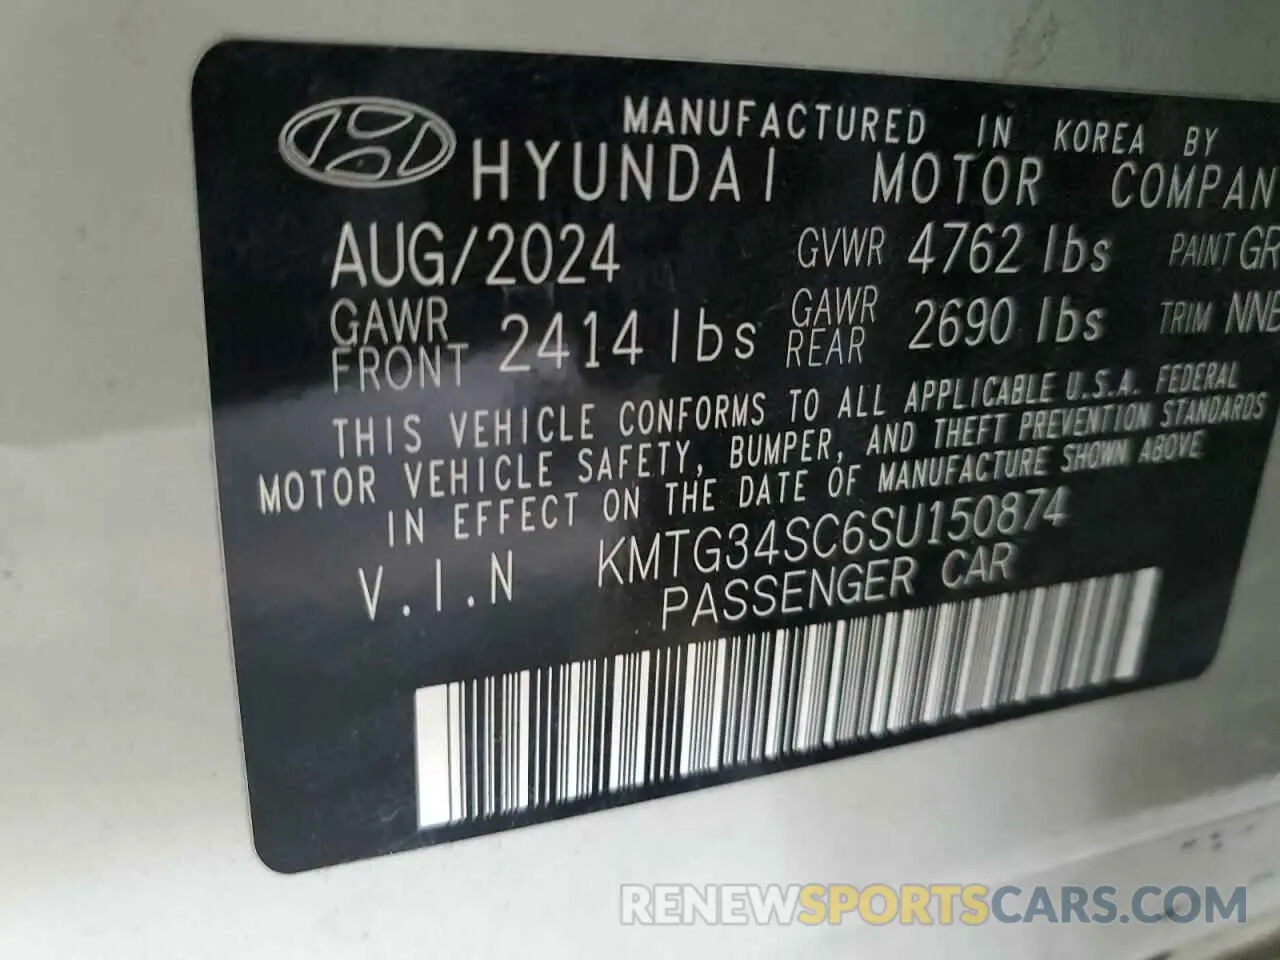 MANUFACTURED IN KOREA BY
HYUNDAI MOTOR COMPAN
AUG/2024 GVWR 4762 lbs PAINT GR
GAWR FRONT 2414 lbs GAWR REAR 2690 lbs TRIM NNB
THIS VEHICLE CONFORMS TO ALL APPLICABLE U.S.A. FEDERAL
MOTOR VEHICLE SAFETY, BUMPER, AND THEFT PREVENTION STANDARDS
IN EFFECT ON THE DATE OF MANUFACTURE SHOWN ABOVE
V.I.N KMTG34SC6SU150874
PASSENGER CAR
RENEWSPORTSCARS.COM